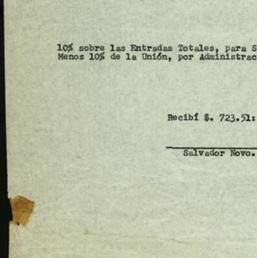 10% sobre las Entradas Totales, para S
Menos 10% de la Unión, por Administrac
Recibí $. 723.51:
Salvador Novo.